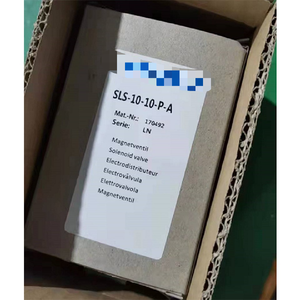 SLS-10-10-P-A
Mat.-Nr.: 170492
Serie: LN
Magnetventil
Solenoid valve
Electrodistributeur
Electroválvula
Elettrovalvola
Magnetventil